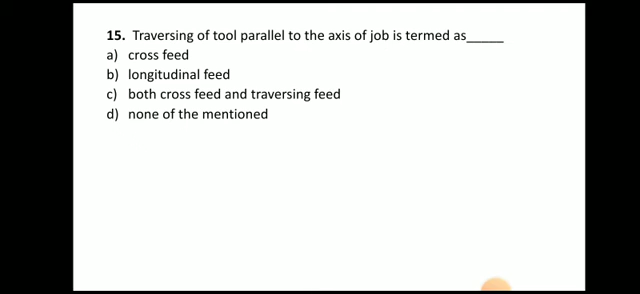 15. Traversing of tool parallel to the axis of job is termed as_____
a) cross feed
b) longitudinal feed
c) both cross feed and traversing feed
d) none of the mentioned